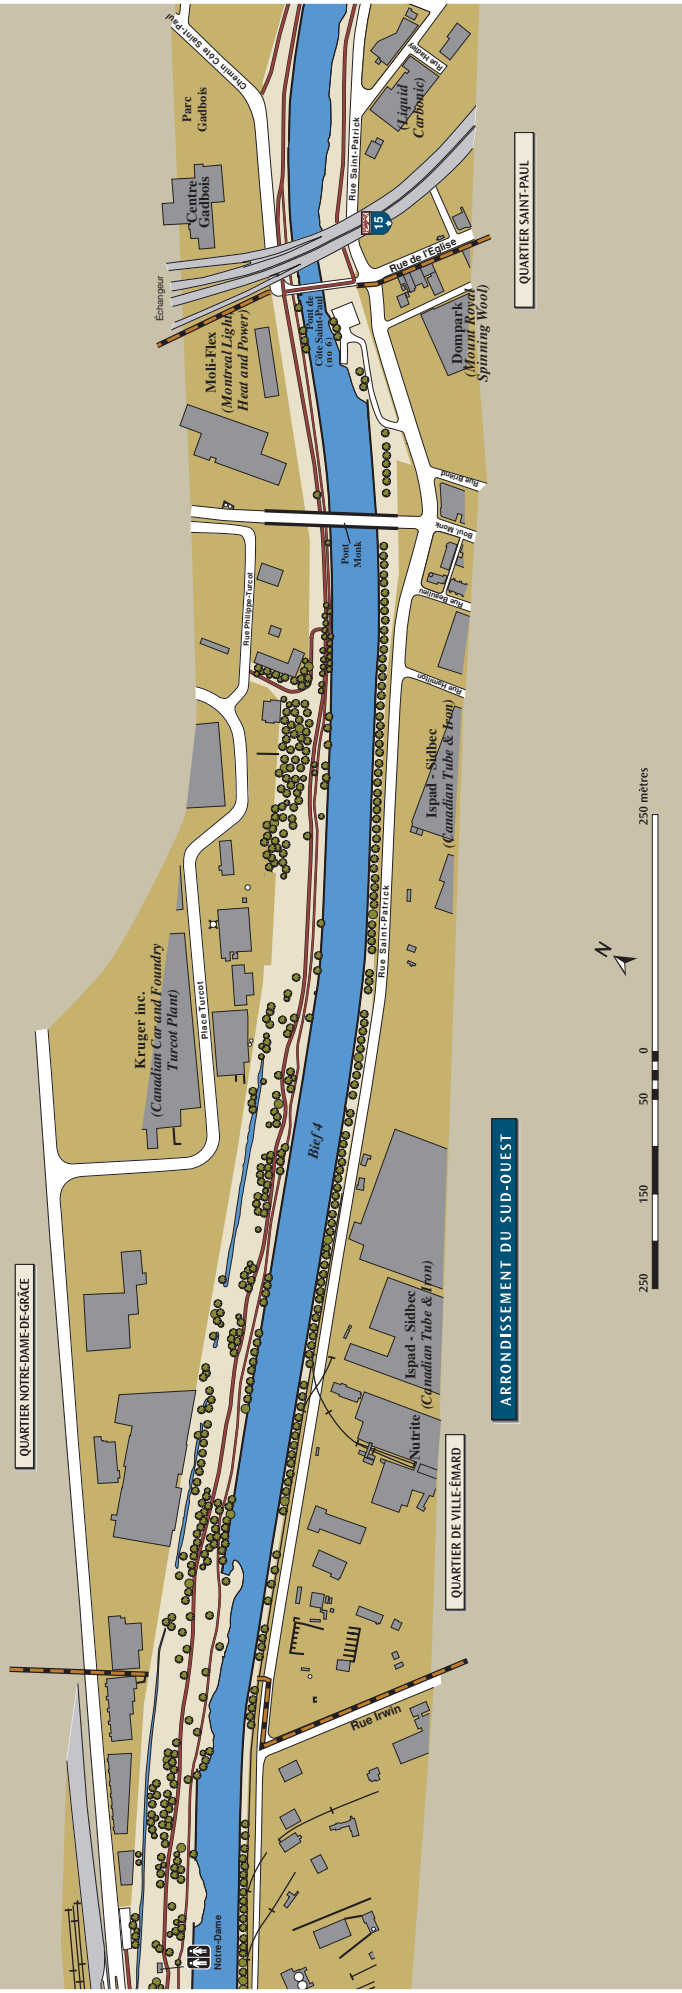 Chemin Côte Saint-Paul
Parc
Gadbois
Centre
Gadbois
Échangeur
Rue Hadley
(Liquid
Carbonic)
Rue Saint-Patrick
15
Rue de l'Église
QUARTIER SAINT-PAUL
Moli-Flex
(Montreal Light
Heat and Power)
Pont de
Côte Saint-Paul
(no 6)
Dompark
(Mount Royal
Spinning Wool)
Rue Briand
Boul. Monk
Pont
Monk
Rue Beaulieu
Rue Philippe-Turcot
Rue Hamilton
Ispad - Sidbec
(Canadian Tube & Iron)
Rue Saint-Patrick
Kruger inc.
(Canadian Car and Foundry
Turcot Plant)
Place Turcot
N
250 mètres
0
50
150
250
Bief 4
ARRONDISSEMENT DU SUD-OUEST
QUARTIER NOTRE-DAME-DE-GRÂCE
Ispad - Sidbec
(Canadian Tube & Iron)
Nutrite
QUARTIER DE VILLE-ÉMARD
Rue Irwin
Notre-Dame